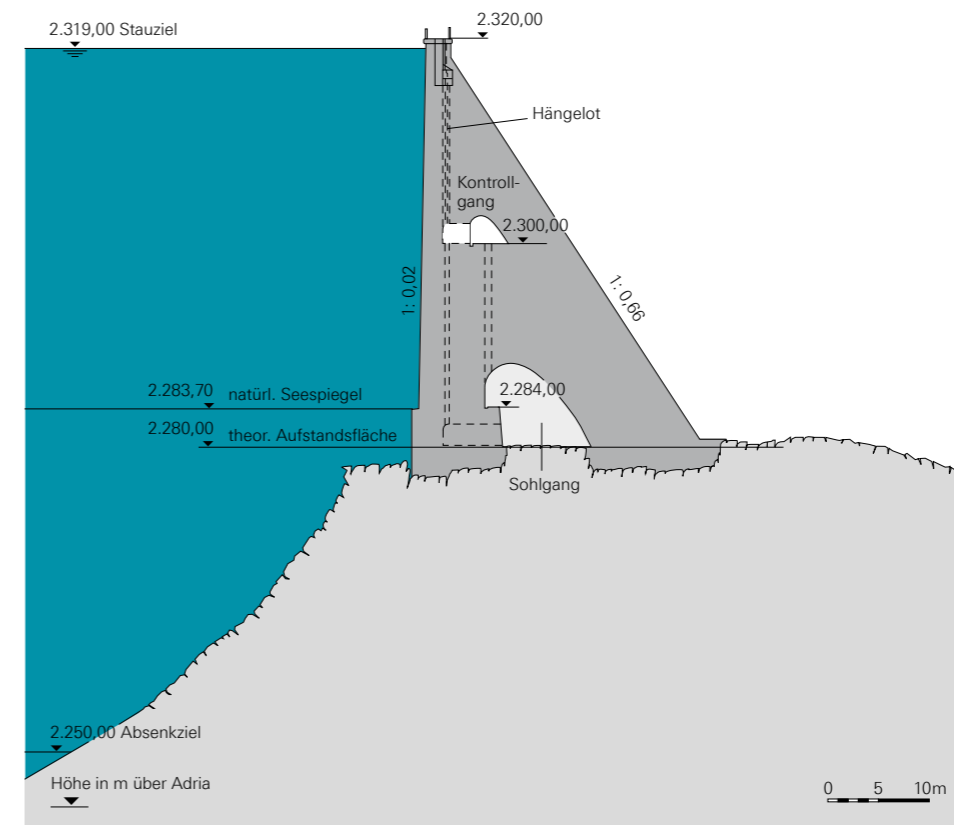 2.319,00 Stauziel
2.320,00
Hängelot
Kontroll-
gang
2.300,00
1: 0,02
1: 0,66
2.283,70 natürl. Seespiegel
2.284,00
2.280,00 theor. Aufstandsfläche
Sohlgang
2.250,00 Absenkziel
Höhe in m über Adria
0 5 10m